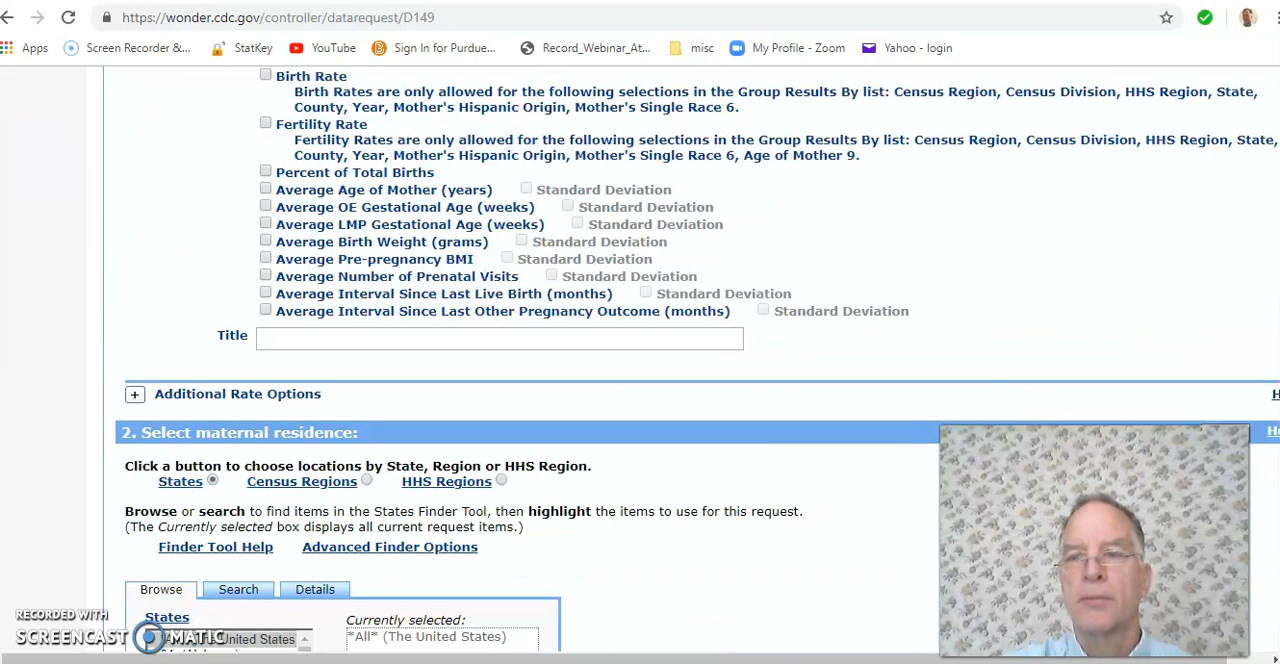 https://wonder.cdc.gov/controller/datarequest/D149
Apps Screen Recorder &... StatKey YouTube Sign In for Purdue... Record_Webinar_At... misc My Profile - Zoom Yahoo - login
Birth Rate
Birth Rates are only allowed for the following selections in the Group Results By list: Census Region, Census Division, HHS Region, State,
County, Year, Mother's Hispanic Origin, Mother's Single Race 6.
Fertility Rate
Fertility Rates are only allowed for the following selections in the Group Results By list: Census Region, Census Division, HHS Region, State,
County, Year, Mother's Hispanic Origin, Mother's Single Race 6, Age of Mother 9.
Percent of Total Births
Average Age of Mother (years) Standard Deviation
Average OE Gestational Age (weeks) Standard Deviation
Average LMP Gestational Age (weeks) Standard Deviation
Average Birth Weight (grams) Standard Deviation
Average Pre-pregnancy BMI Standard Deviation
Average Number of Prenatal Visits Standard Deviation
Average Interval Since Last Live Birth (months) Standard Deviation
Average Interval Since Last Other Pregnancy Outcome (months) Standard Deviation
Title
+ Additional Rate Options
2. Select maternal residence:
Click a button to choose locations by State, Region or HHS Region.
States Census Regions HHS Regions
Browse or search to find items in the States Finder Tool, then highlight the items to use for this request.
(The Currently selected box displays all current request items.)
Finder Tool Help Advanced Finder Options
Browse Search Details
States Currently selected:
United States *All* (The United States)
RECORDED WITH
SCREENCAST MATIC